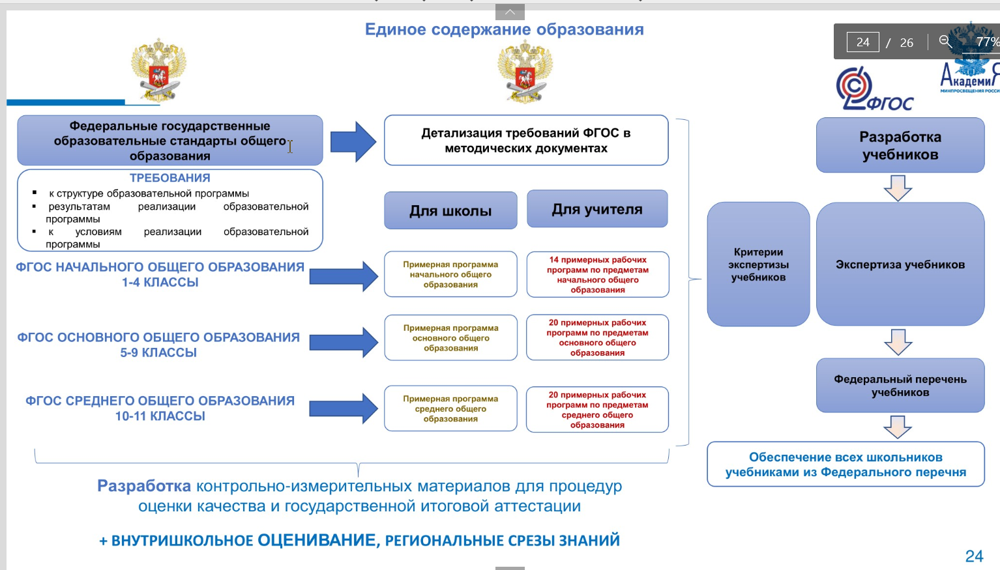 Единое содержание образования
24 / 26
77%
АкадемиЯ
МИНПРОСВЕЩЕНИЯ РОССИ
ФГОС
Федеральные государственные
образовательные стандарты общего
образования
Детализация требований ФГОС в
методических документах
Разработка
учебников
ТРЕБОВАНИЯ
▪ к структуре образовательной программы
▪ результатам реализации образовательной
программы
▪ к условиям реализации образовательной
программы
Для школы
Для учителя
Критерии
экспертизы
учебников
Экспертиза учебников
ФГОС НАЧАЛЬНОГО ОБЩЕГО ОБРАЗОВАНИЯ
1-4 КЛАССЫ
Примерная программа
начального общего
образования
14 примерных рабочих
программ по предметам
начального общего
образования
ФГОС ОСНОВНОГО ОБЩЕГО ОБРАЗОВАНИЯ
5-9 КЛАССЫ
Примерная программа
основного общего
образования
20 примерных рабочих
программ по предметам
основного общего
образования
Федеральный перечень
учебников
ФГОС СРЕДНЕГО ОБЩЕГО ОБРАЗОВАНИЯ
10-11 КЛАССЫ
Примерная программа
среднего общего
образования
20 примерных рабочих
программ по предметам
среднего общего
образования
Обеспечение всех школьников
учебниками из Федерального перечня
Разработка контрольно-измерительных материалов для процедур
оценки качества и государственной итоговой аттестации
+ ВНУТРИШКОЛЬНОЕ ОЦЕНИВАНИЕ, РЕГИОНАЛЬНЫЕ СРЕЗЫ ЗНАНИЙ
24